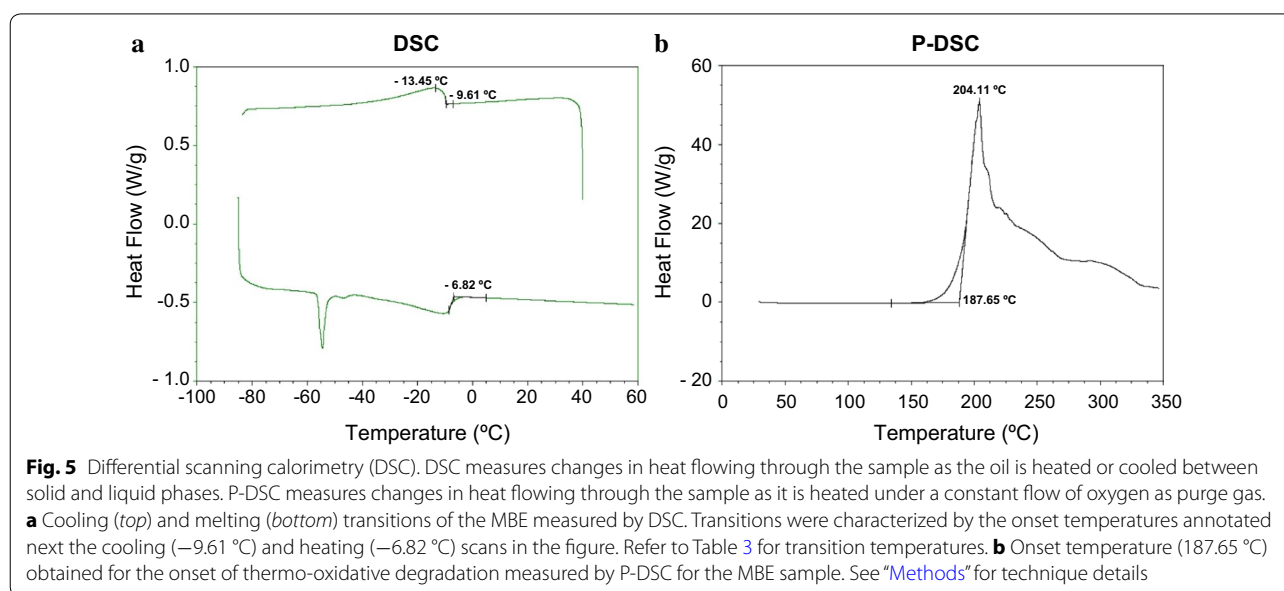 a DSC
1.0
0.5
0.0
-0.5
- 1.0
Heat Flow (W/g)
- 13.45 ºC
- 9.61 ºC
- 6.82 ºC
-100 -80 -60 -40 -20 0 20 40 60
Temperature (ºC)
b P-DSC
60
40
20
0
- 20
Heat Flow (W/g)
204.11 ºC
187.65 ºC
0 50 100 150 200 250 300 350
Temperature (ºC)
Fig. 5 Differential scanning calorimetry (DSC). DSC measures changes in heat flowing through the sample as the oil is heated or cooled between
solid and liquid phases. P-DSC measures changes in heat flowing through the sample as it is heated under a constant flow of oxygen as purge gas.
a Cooling (top) and melting (bottom) transitions of the MBE measured by DSC. Transitions were characterized by the onset temperatures annotated
next the cooling (−9.61 °C) and heating (−6.82 °C) scans in the figure. Refer to Table 3 for transition temperatures. b Onset temperature (187.65 °C)
obtained for the onset of thermo-oxidative degradation measured by P-DSC for the MBE sample. See “Methods” for technique details